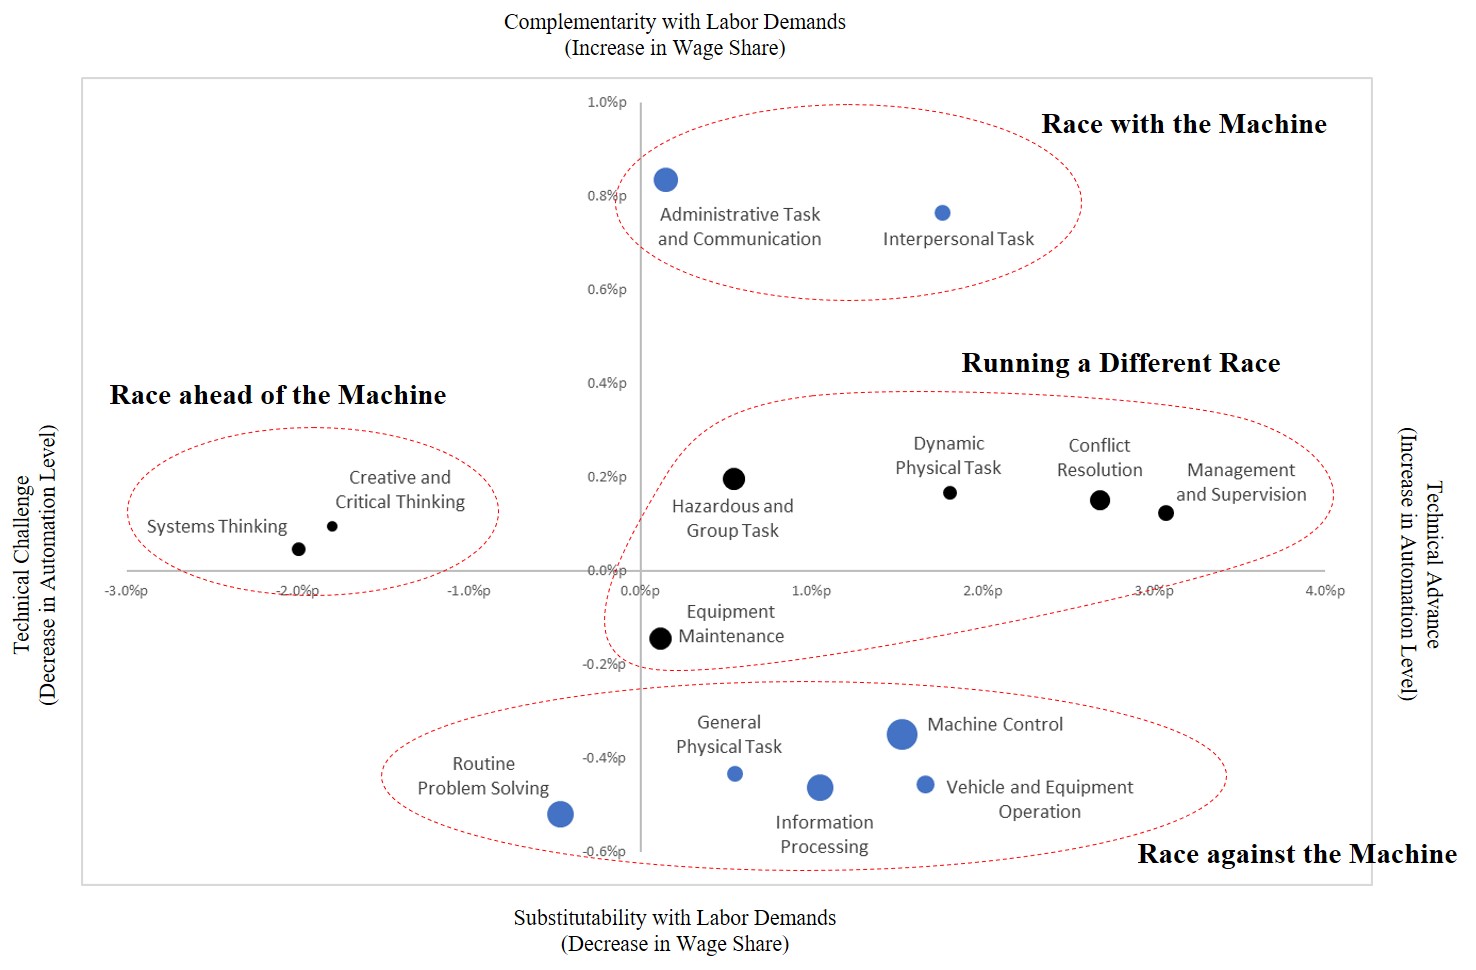 Complementarity with Labor Demands
(Increase in Wage Share)
1.0%p
Race with the Machine
0.8%p
Administrative Task
and Communication
Interpersonal Task
0.6%p
Running a Different Race
0.4%p
Race ahead of the Machine
Dynamic
Physical Task
Conflict
Resolution
Management
and Supervision
0.2%p
Creative and
Critical Thinking
Systems Thinking
Hazardous and
Group Task
Technical Challenge
(Decrease in Automation Level)
Technical Advance
(Increase in Automation Level)
0.0%p
-3.0%p
-2.0%p
-1.0%p
0.0%p
1.0%p
2.0%p
3.0%p
4.0%p
Equipment
Maintenance
-0.2%p
General
Physical Task
Machine Control
-0.4%p
Routine
Problem Solving
Vehicle and Equipment
Operation
Information
Processing
-0.6%p
Race against the Machine
Substitutability with Labor Demands
(Decrease in Wage Share)